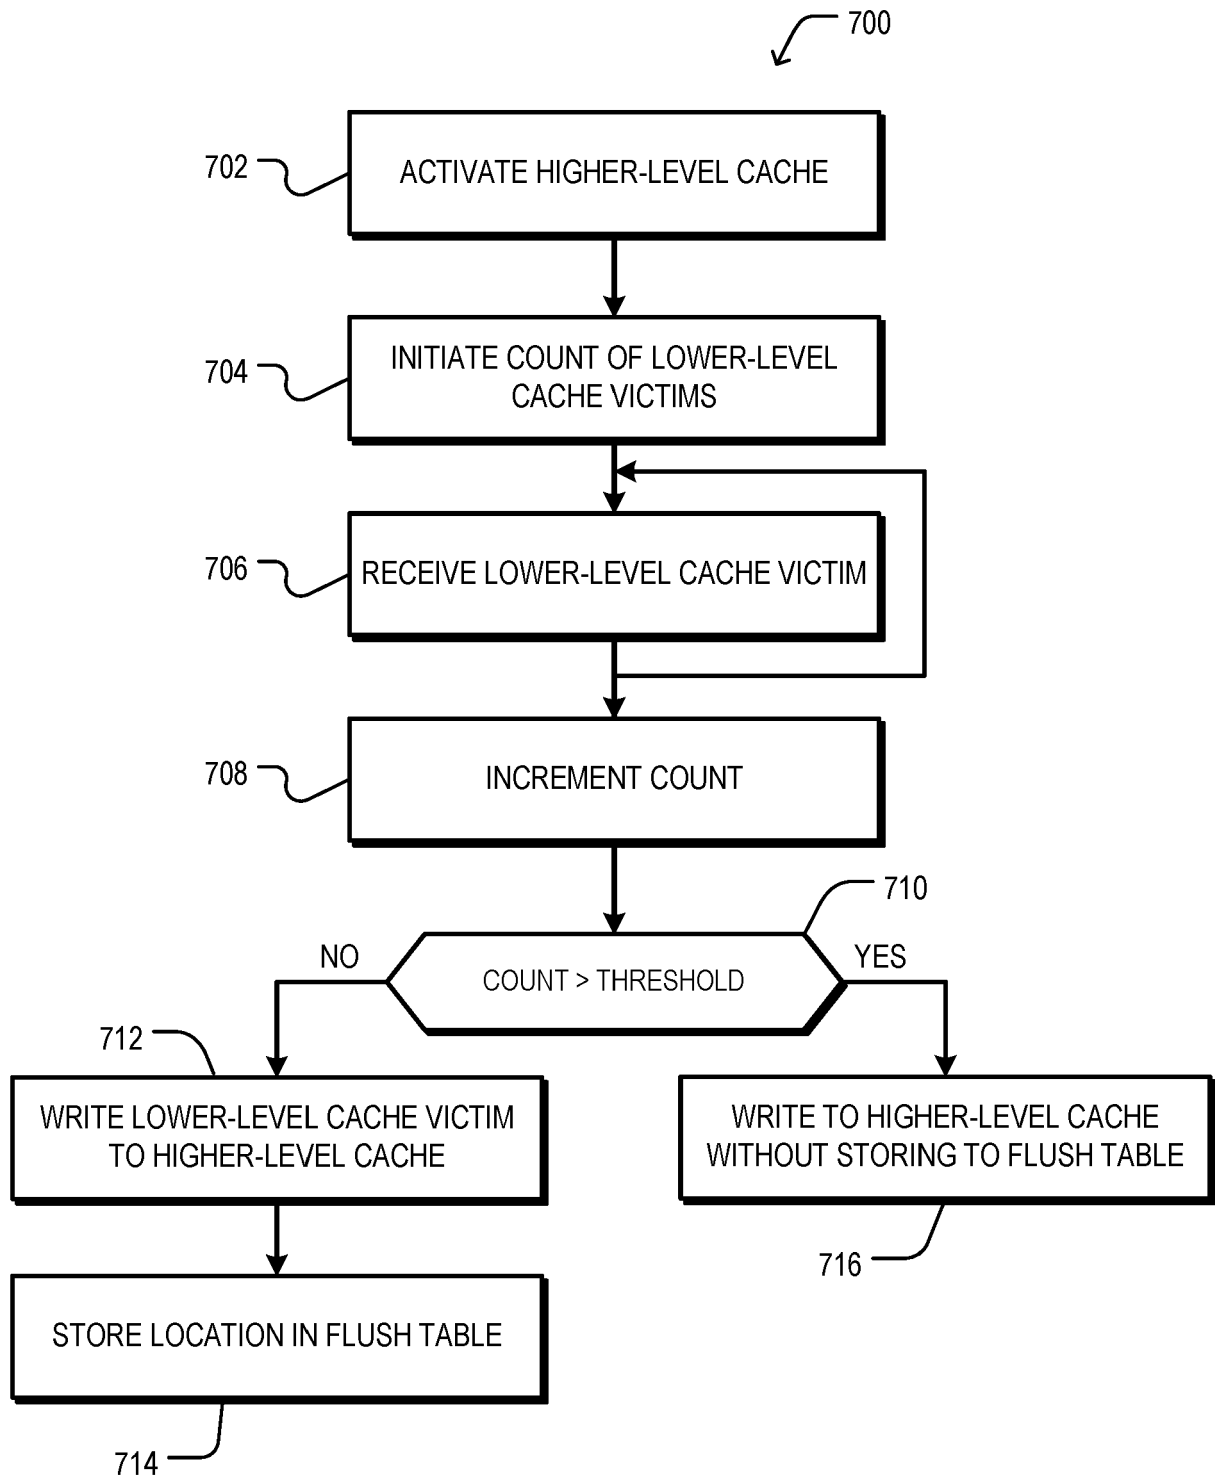 700
702
ACTIVATE HIGHER-LEVEL CACHE
704
INITIATE COUNT OF LOWER-LEVEL
CACHE VICTIMS
706
RECEIVE LOWER-LEVEL CACHE VICTIM
708
INCREMENT COUNT
710
NO
COUNT > THRESHOLD
YES
712
WRITE LOWER-LEVEL CACHE VICTIM
TO HIGHER-LEVEL CACHE
WRITE TO HIGHER-LEVEL CACHE
WITHOUT STORING TO FLUSH TABLE
716
STORE LOCATION IN FLUSH TABLE
714